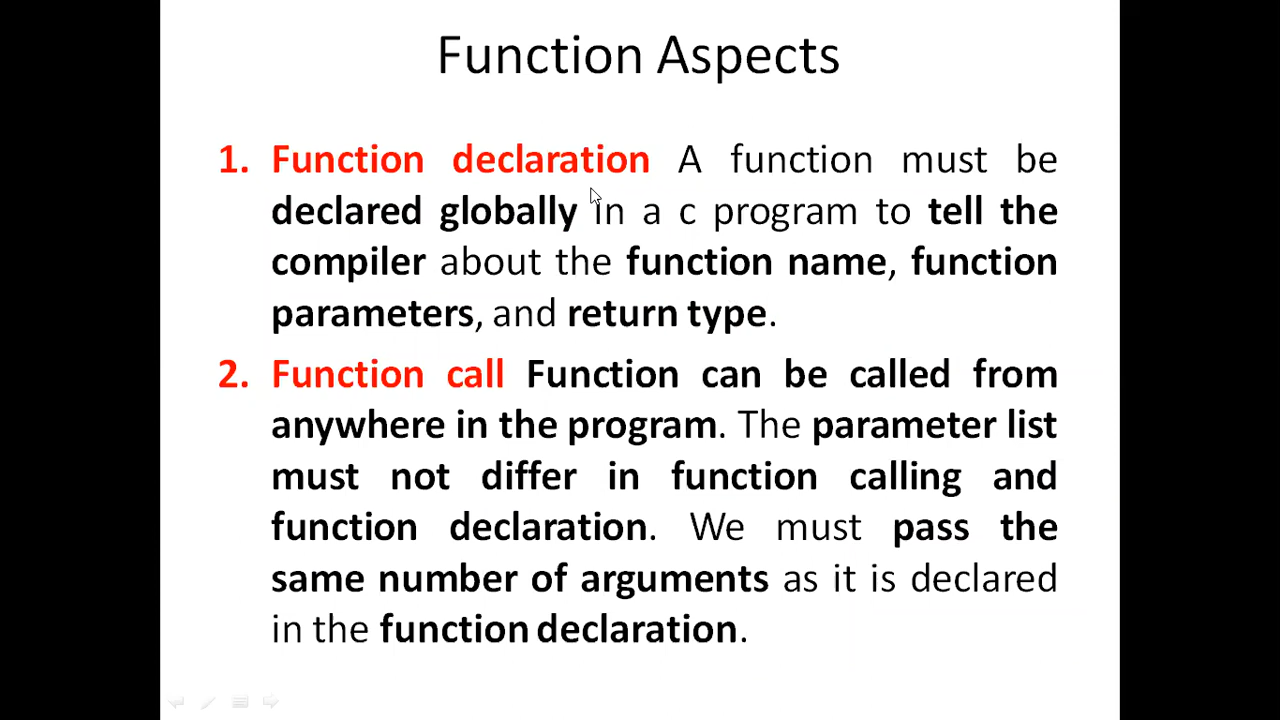 Function Aspects
1. Function declaration A function must be
declared globally in a c program to tell the
compiler about the function name, function
parameters, and return type.
2. Function call Function can be called from
anywhere in the program. The parameter list
must not differ in function calling and
function declaration. We must pass the
same number of arguments as it is declared
in the function declaration.